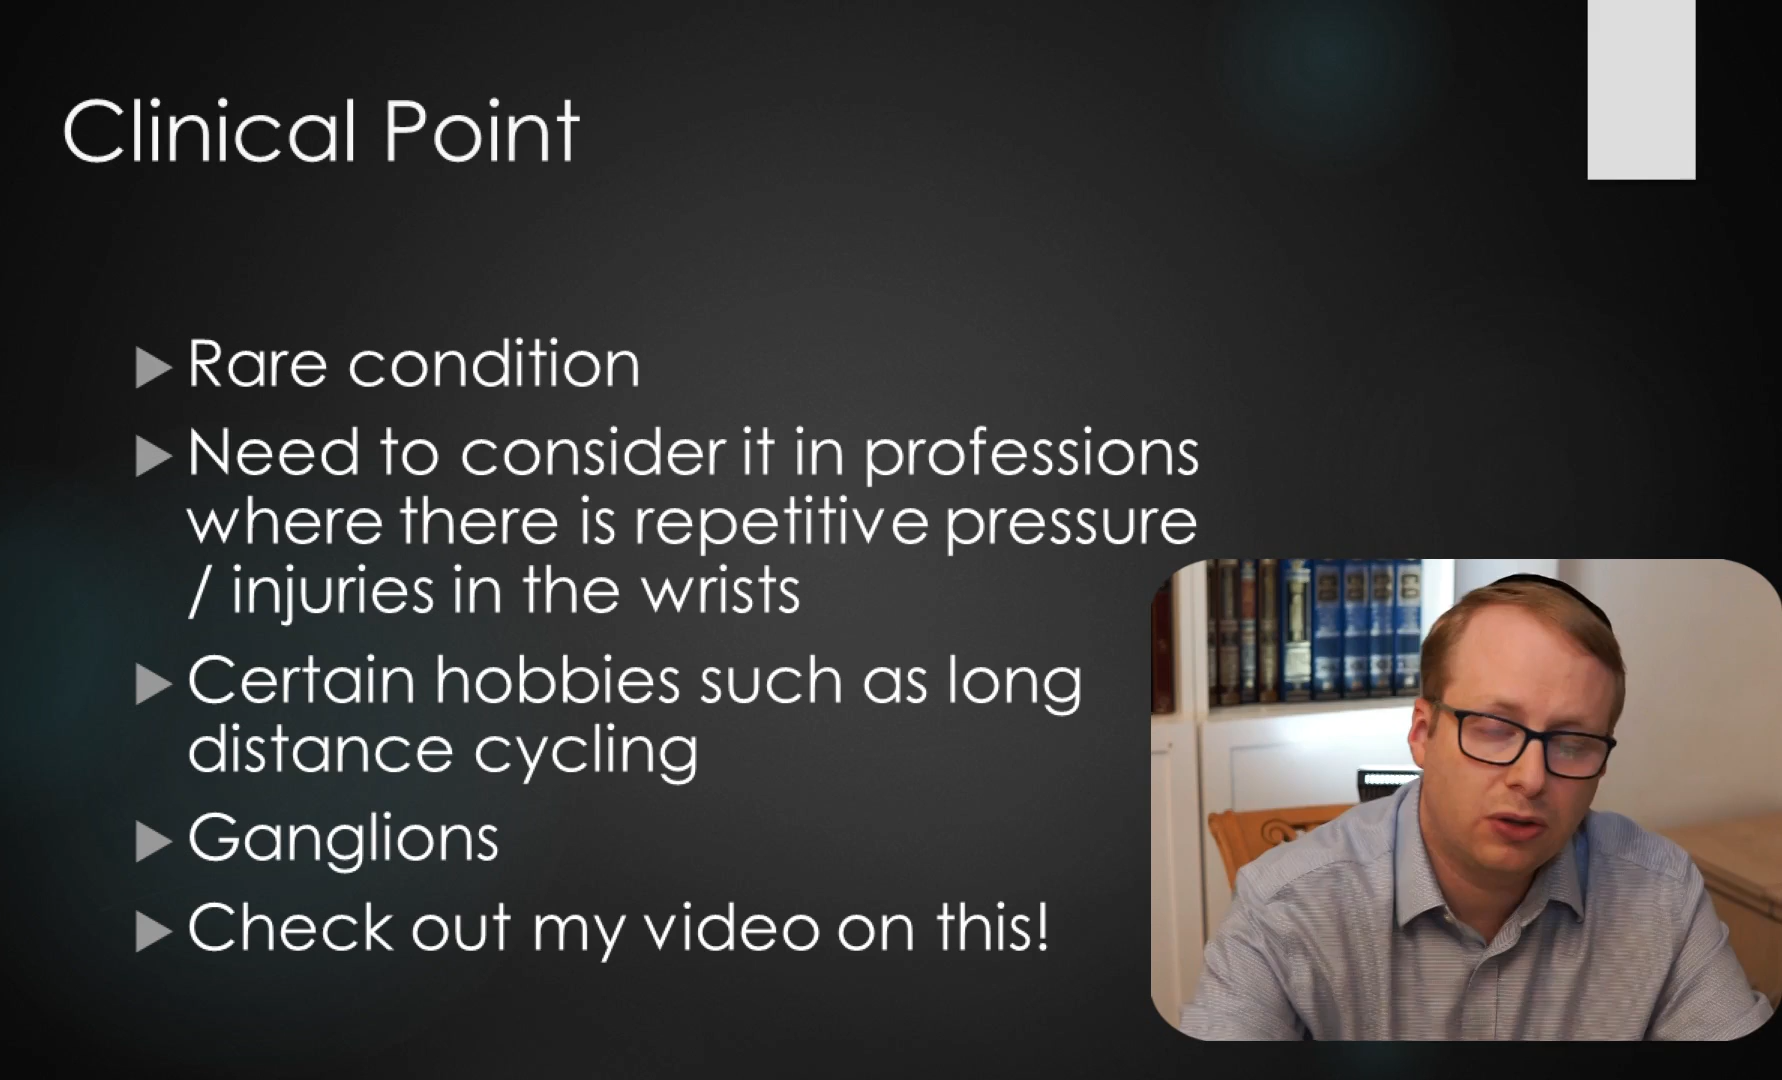 Clinical Point
Rare condition
Need to consider it in professions
where there is repetitive pressure
/ injuries in the wrists
Certain hobbies such as long
distance cycling
Ganglions
Check out my video on this!